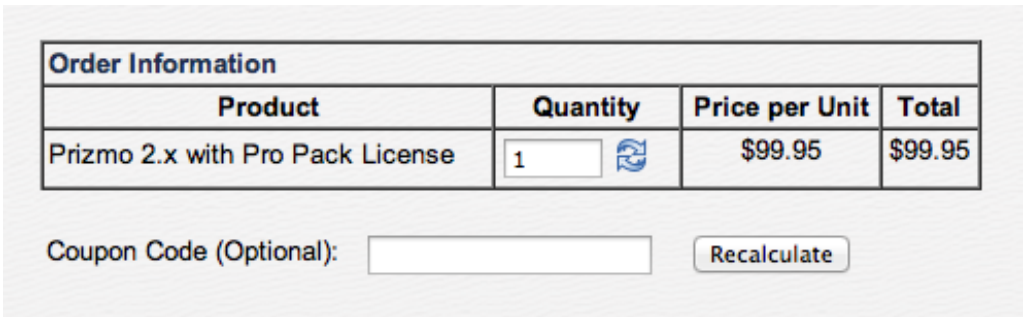 Order Information
Product Quantity Price per Unit Total
Prizmo 2.x with Pro Pack License 1 $99.95 $99.95
Coupon Code (Optional): Recalculate